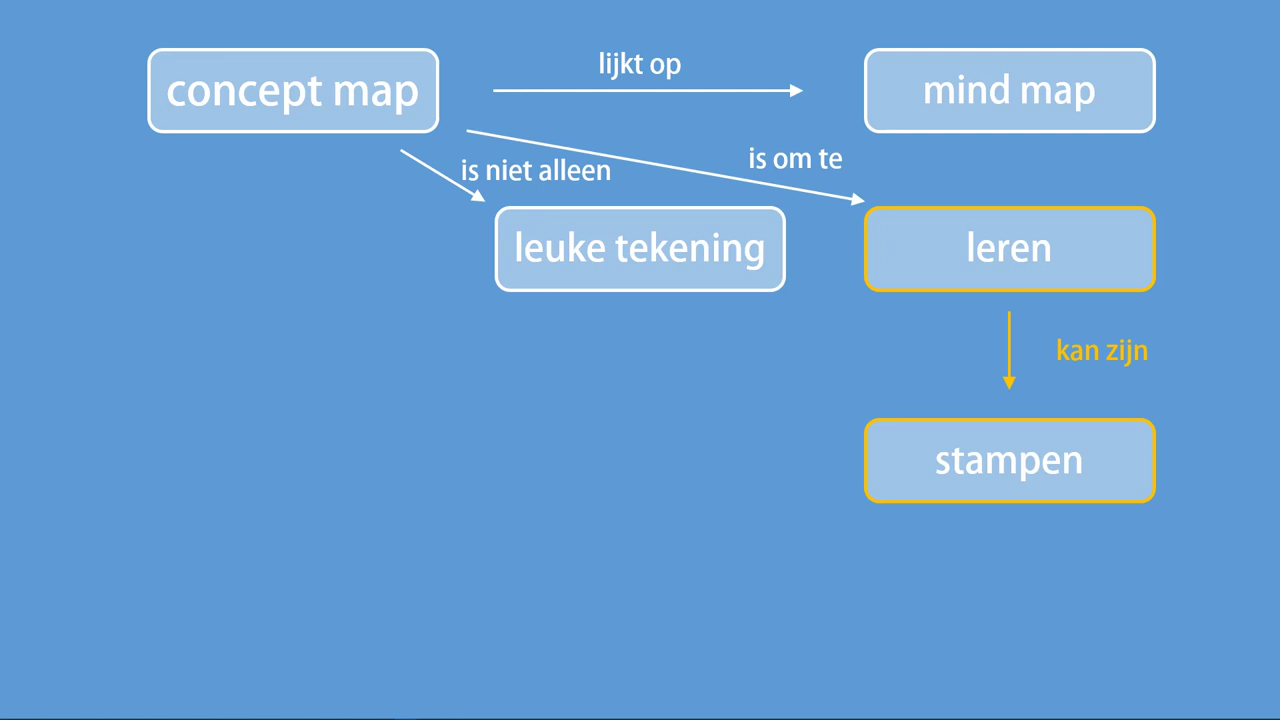 concept map
lijkt op
mind map
is niet alleen
is om te
leuke tekening
leren
kan zijn
stampen